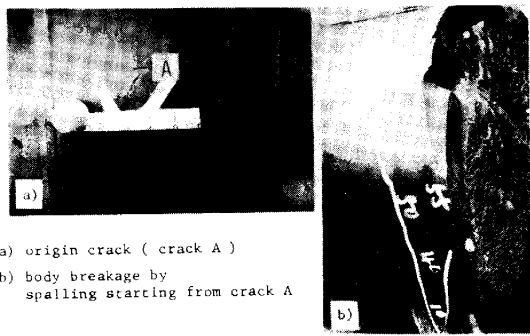 A
a)
b)
a) origin crack ( crack A )
b) body breakage by
spalling starting from crack A